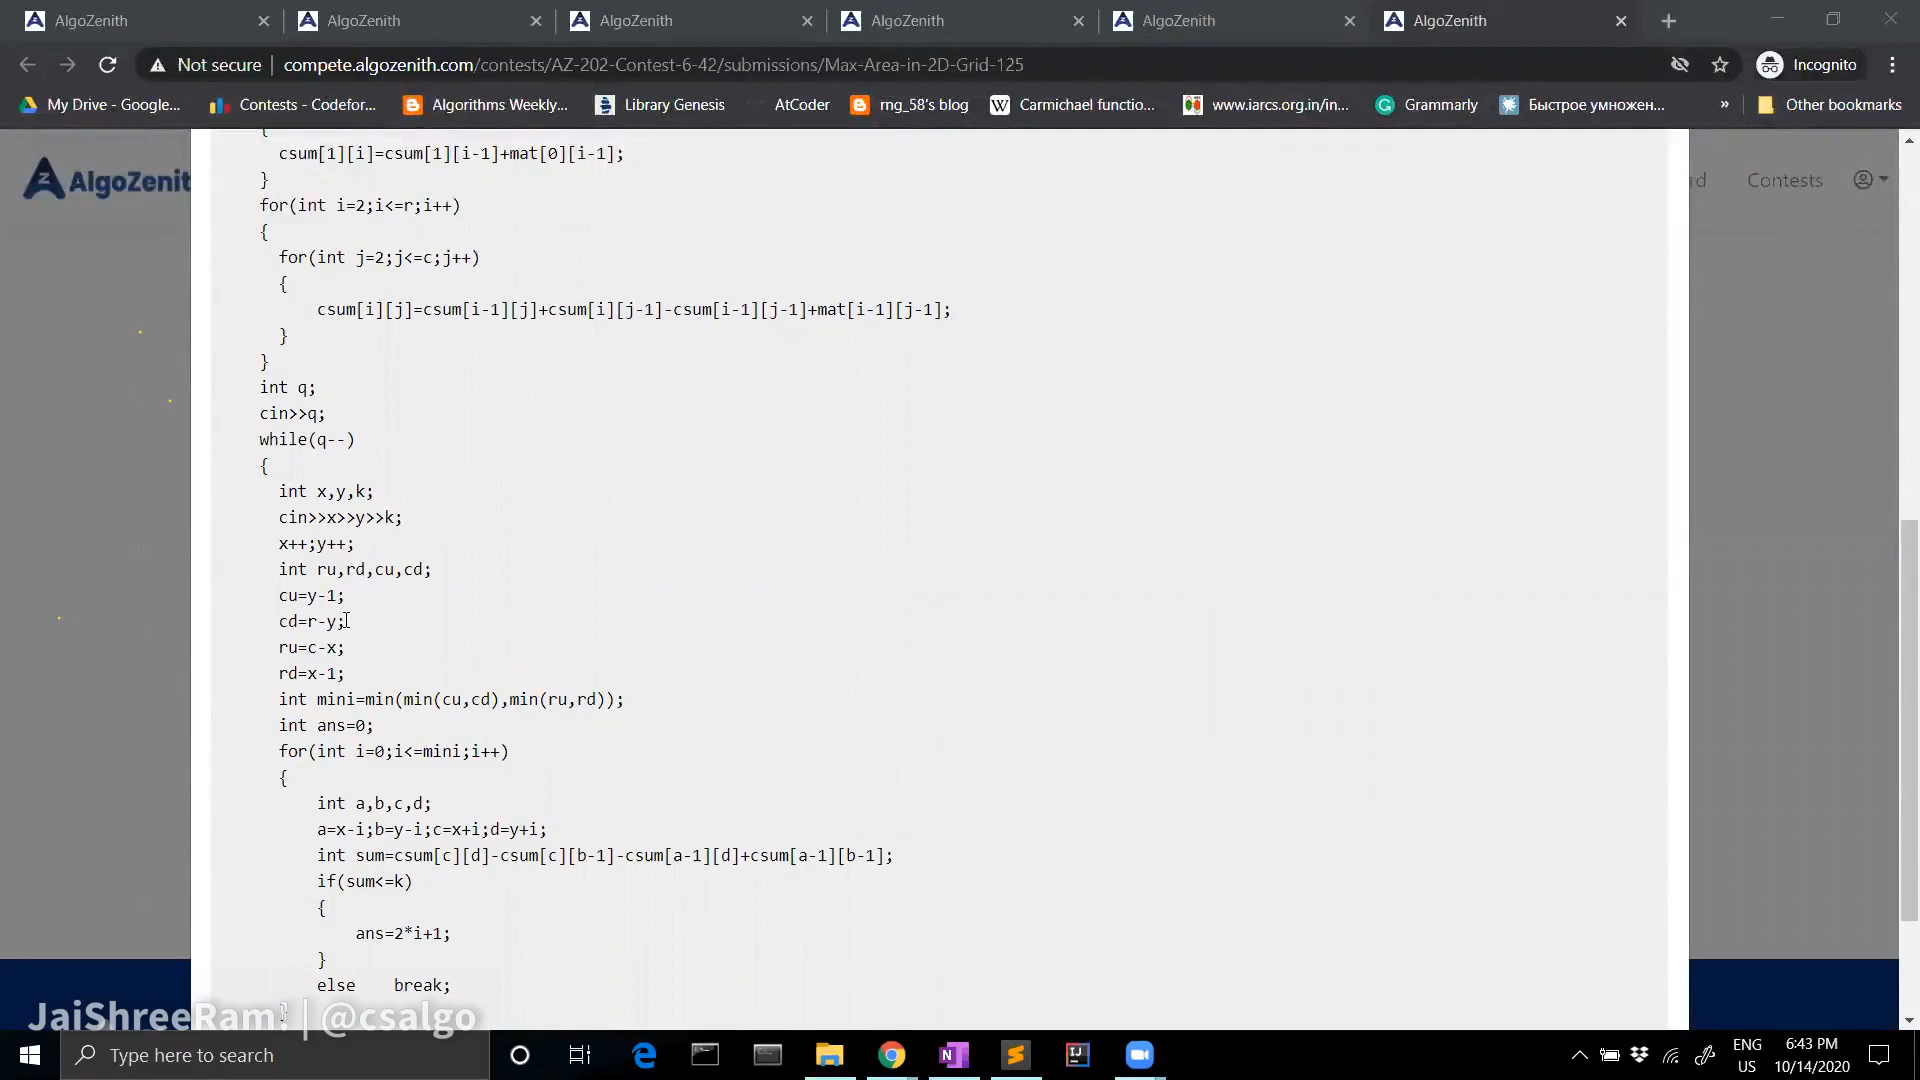 AlgoZenith AlgoZenith AlgoZenith AlgoZenith AlgoZenith AlgoZenith
Not secure compete.algozenith.com/contests/AZ-202-Contest-6-42/submissions/Max-Area-in-2D-Grid-125 Incognito
My Drive - Google... Contests - Codefor... Algorithms Weekly... Library Genesis AtCoder rng_58's blog Carmichael functio... www.iarcs.org.in/in... Grammarly Быстрое умножен... » Other bookmarks
AlgoZenith rd Contests
{
csum[1][i]=csum[1][i-1]+mat[0][i-1];
}
for(int i=2;i<=r;i++)
{
for(int j=2;j<=c;j++)
{
csum[i][j]=csum[i-1][j]+csum[i][j-1]-csum[i-1][j-1]+mat[i-1][j-1];
}
}
int q;
cin>>q;
while(q--)
{
int x,y,k;
cin>>x>>y>>k;
x++;y++;
int ru,rd,cu,cd;
cu=y-1;
cd=r-y;
ru=c-x;
rd=x-1;
int mini=min(min(cu,cd),min(ru,rd));
int ans=0;
for(int i=0;i<=mini;i++)
{
int a,b,c,d;
a=x-i;b=y-i;c=x+i;d=y+i;
int sum=csum[c][d]-csum[c][b-1]-csum[a-1][d]+csum[a-1][b-1];
if(sum<=k)
{
ans=2*i+1;
}
else break;
}
JaiShreeRam! | @csalgo
Type here to search ENG US 6:43 PM 10/14/2020